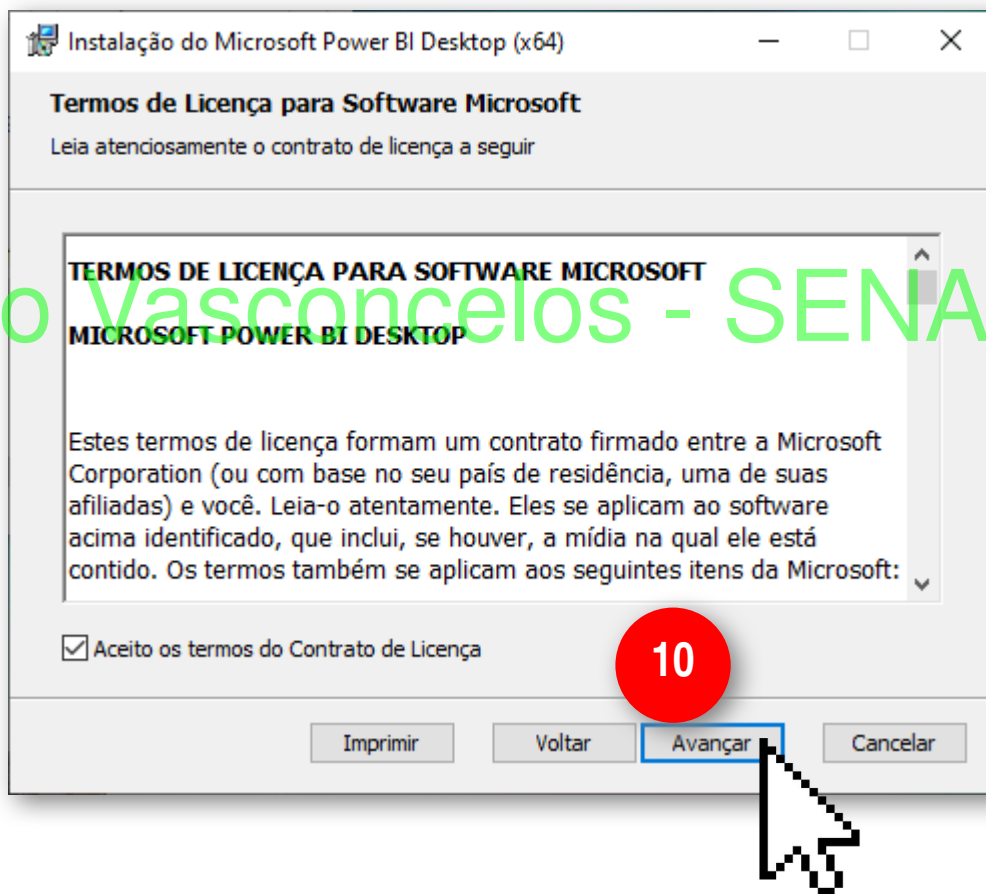 Instalação do Microsoft Power BI Desktop (x64)
Termos de Licença para Software Microsoft
Leia atenciosamente o contrato de licença a seguir
TERMOS DE LICENÇA PARA SOFTWARE MICROSOFT
o Vasconcelos - SENA
MICROSOFT POWER BI DESKTOP
Estes termos de licença formam um contrato firmado entre a Microsoft
Corporation (ou com base no seu país de residência, uma de suas
afiliadas) e você. Leia-o atentamente. Eles se aplicam ao software
acima identificado, que inclui, se houver, a mídia na qual ele está
contido. Os termos também se aplicam aos seguintes itens da Microsoft:
Aceito os termos do Contrato de Licença
10
Imprimir Voltar Avançar Cancelar